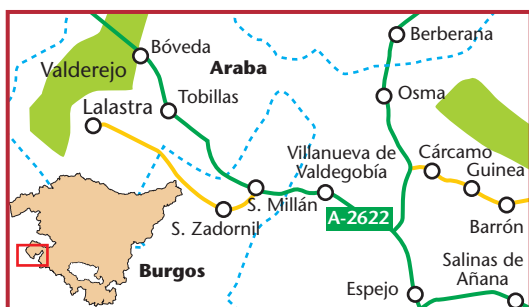 Berberana
Bóveda
Araba
Valderejo
Osma
Tobillas
Lalastra
Villanueva de
Valdegobía
Cárcamo
Guinea
S. Millán
Barrón
A-2622
S. Zadornil
Burgos
Salinas de
Añana
Espejo